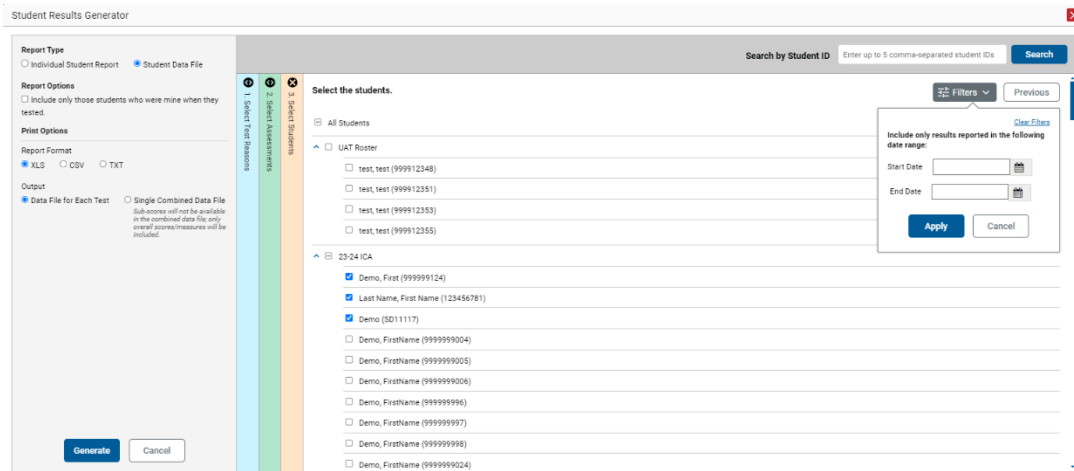 Student Results Generator
Report Type
Individual Student Report
Student Data File
Report Options
Include only those students who were mine when they
tested.
Print Options
Report Format
XLS
CSV
TXT
Output
Data File for Each Test
Single Combined Data File
Sub-scores will not be available
in the combined data file; only
overall scores/measures will be
included.
Generate
Cancel
Search by Student ID
Enter up to 5 comma-separated student IDs
Search
1. Select Test Reasons
2. Select Assessments
3. Select Students
Select the students.
Filters
Previous
All Students
UAT Roster
test, test (999912348)
test, test (999912351)
test, test (999912353)
test, test (999912355)
23-24 ICA
Demo, First (999999124)
Last Name, First Name (123456781)
Demo (SD11117)
Demo, FirstName (9999999004)
Demo, FirstName (9999999005)
Demo, FirstName (9999999006)
Demo, FirstName (999999996)
Demo, FirstName (999999997)
Demo, FirstName (999999998)
Demo, FirstName (9999999024)
Clear Filters
Include only results reported in the following
date range:
Start Date
End Date
Apply
Cancel